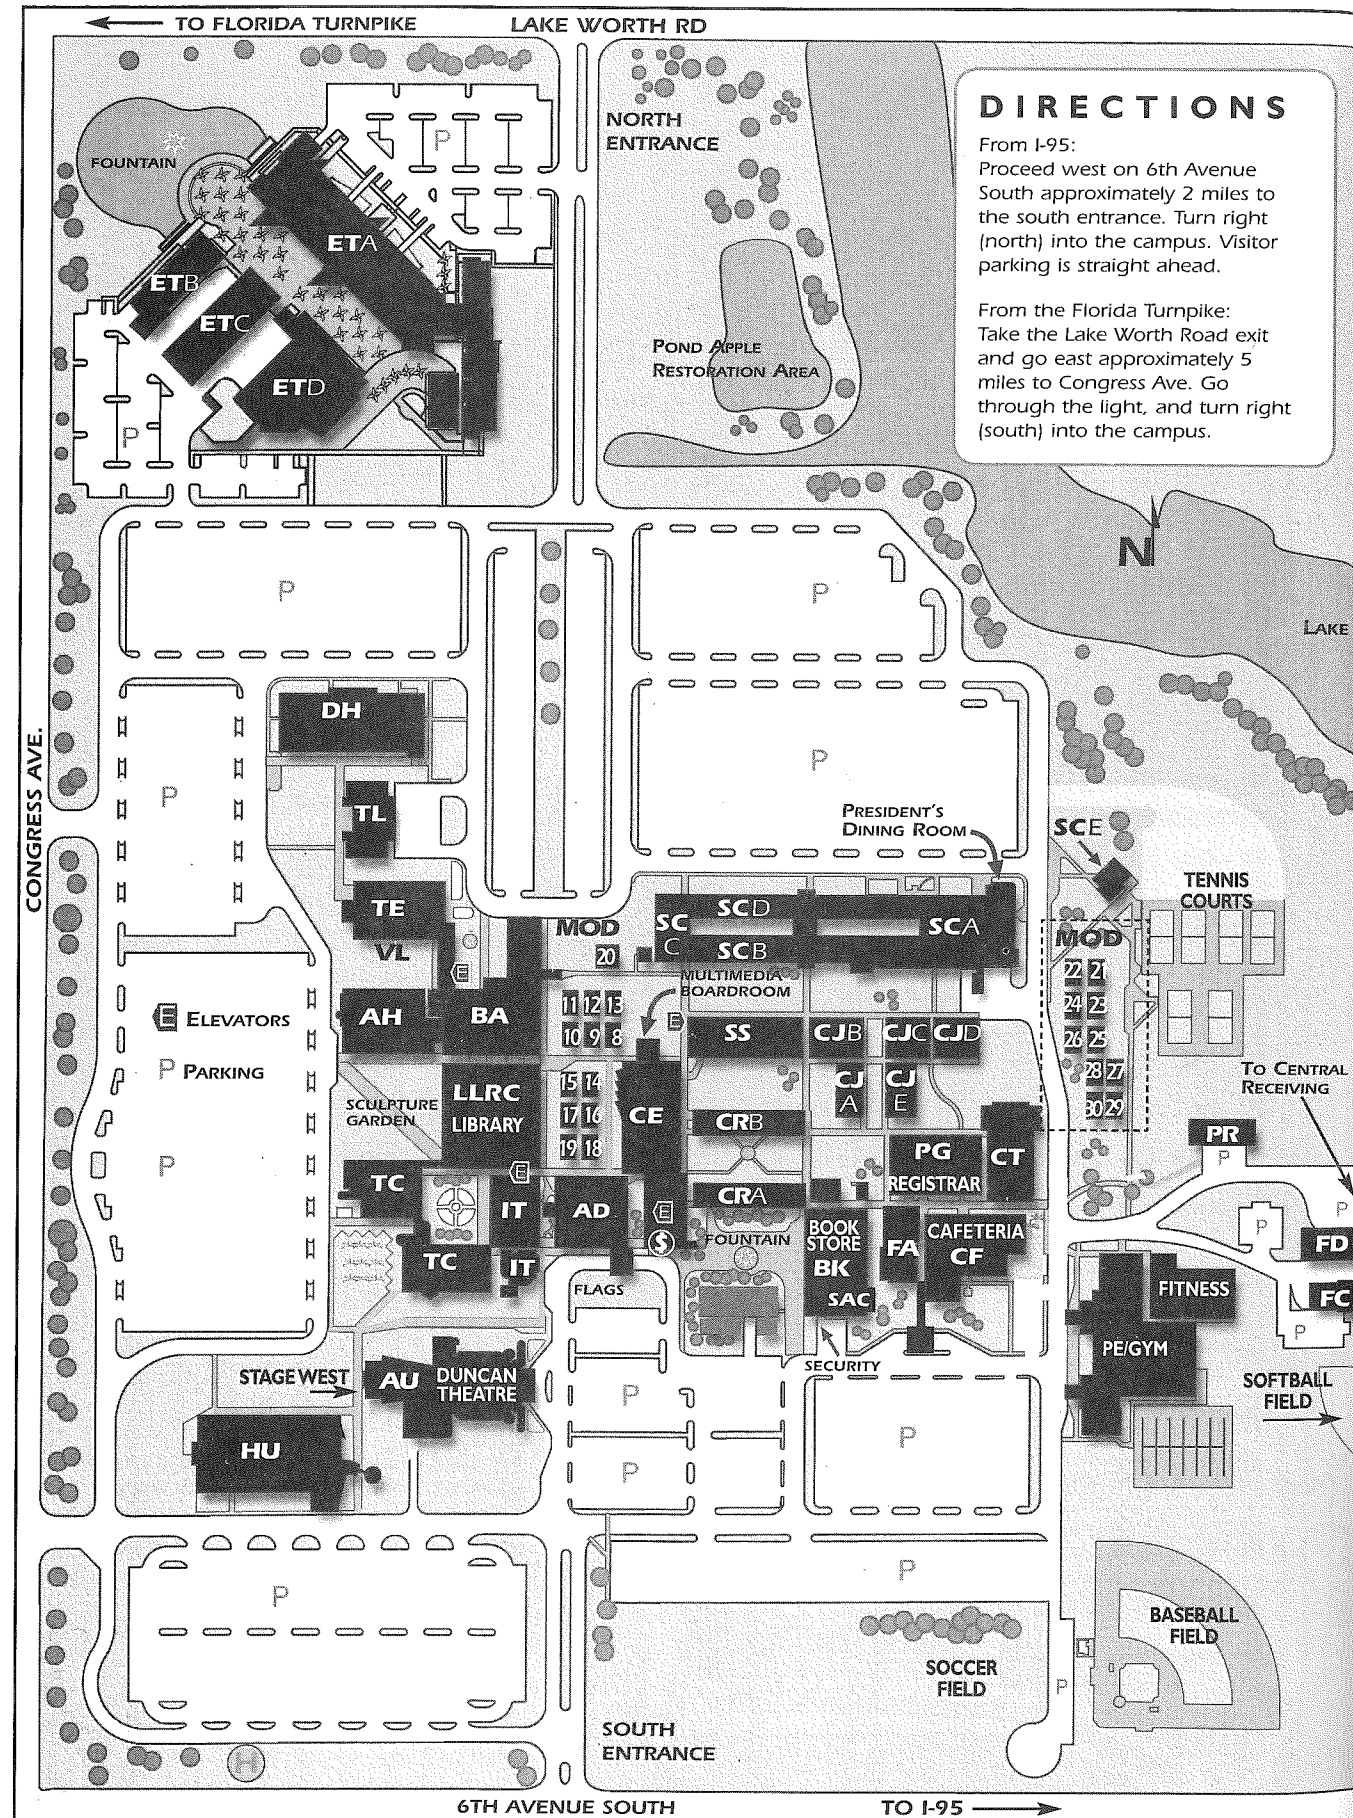 TO FLORIDA TURNPIKE
LAKE WORTH RD
NORTH
ENTRANCE
DIRECTIONS
From I-95:
Proceed west on 6th Avenue
South approximately 2 miles to
the south entrance. Turn right
(north) into the campus. Visitor
parking is straight ahead.
From the Florida Turnpike:
Take the Lake Worth Road exit
and go east approximately 5
miles to Congress Ave. Go
through the light, and turn right
(south) into the campus.
FOUNTAIN
P
ETA
ETB
ETC
ETD
P
POND APPLE
RESTORATION AREA
N
LAKE
P
P
CONGRESS AVE.
DH
P
TL
P
PRESIDENT'S
DINING ROOM
SCE
TENNIS
COURTS
TE
VL
MOD
20
SC
C
SCD
SCB
SCA
MOD
22 21
24 23
26 25
28 27
30 29
E
MULTIMEDIA
BOARDROOM
E ELEVATORS
P PARKING
AH
BA
11 12 13
10 9 8
E
SS
CJB
CJC
CJD
CJ
A
CJ
E
TO CENTRAL
RECEIVING
SCULPTURE
GARDEN
LLRC
LIBRARY
15 14
17 16
19 18
CE
CRB
PG
REGISTRAR
CT
PR
P
P
TC
E
IT
AD
E
$
CRA
FOUNTAIN
BOOK
STORE
BK
SAC
FA
CAFETERIA
CF
P
P
FD
TC
IT
FLAGS
FITNESS
FC
P
PE/GYM
SECURITY
STAGE WEST
AU
DUNCAN
THEATRE
P
SOFTBALL
FIELD
HU
P
P
P
P
BASEBALL
FIELD
SOCCER
FIELD
P
SOUTH
ENTRANCE
H
6TH AVENUE SOUTH
TO I-95